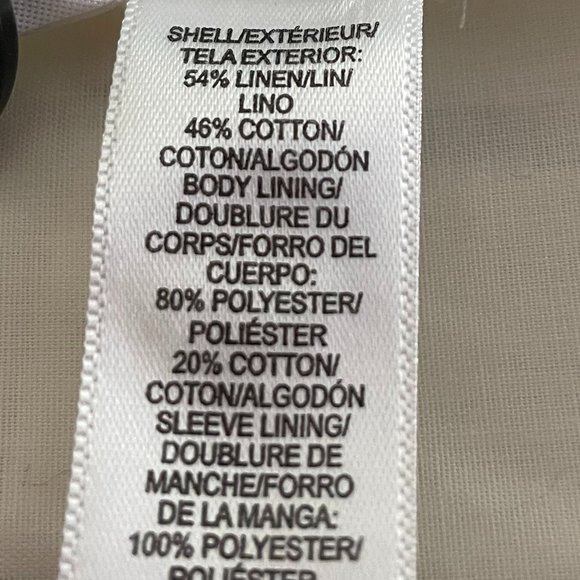 SHELL/EXTÉRIEUR/
TELA EXTERIOR:
54% LINEN/LIN/
LINO
46% COTTON/
COTON/ALGODÓN
BODY LINING/
DOUBLURE DU
CORPS/FORRO DEL
CUERPO:
80% POLYESTER/
POLIÉSTER
20% COTTON/
COTON/ALGODÓN
SLEEVE LINING/
DOUBLURE DE
MANCHE/FORRO
DE LA MANGA:
100% POLYESTER/
POLIÉSTER